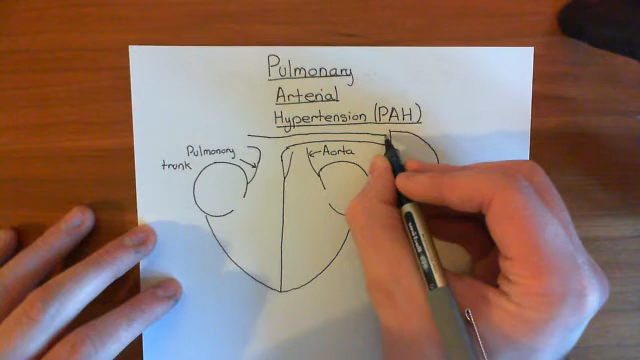 Pulmonary
Arterial
Hypertension (PAH)
Pulmonary
trunk
Aorta